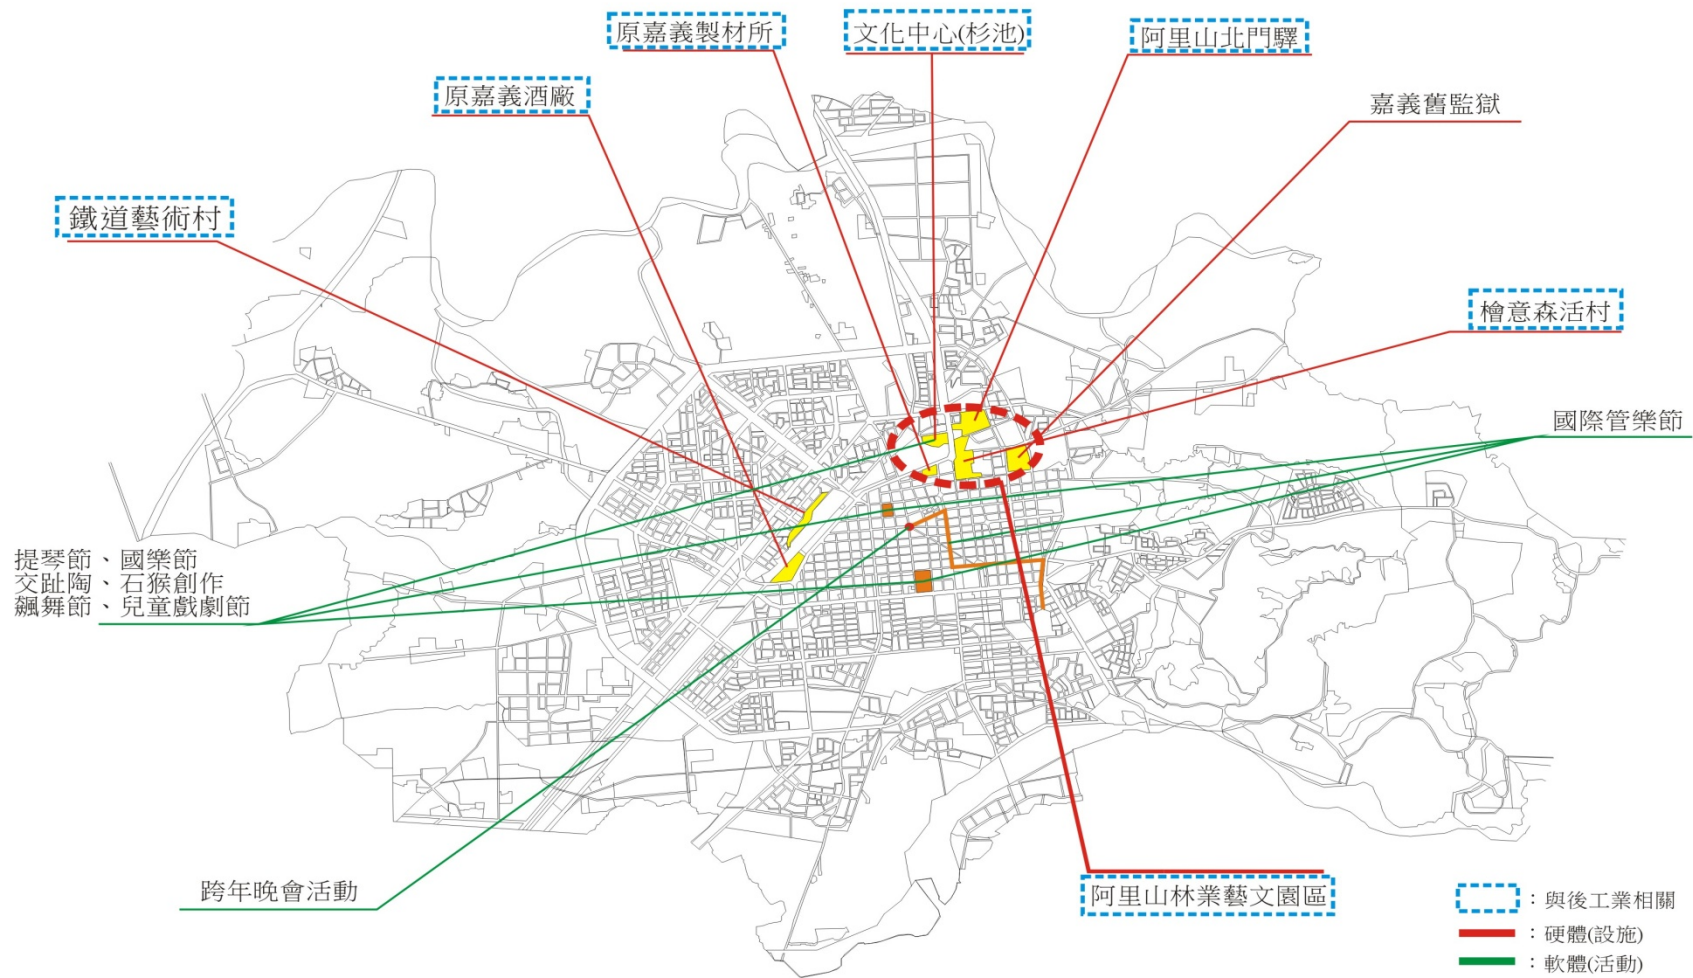 原嘉義製材所
文化中心(杉池)
阿里山北門驛
原嘉義酒廠
嘉義舊監獄
鐵道藝術村
檜意森活村
國際管樂節
提琴節、國樂節
文趾陶、石猴創作
飆舞節、兒童戲劇節
跨年晚會活動
阿里山林業藝文園區
：與後工業相關
：硬體(設施)
：軟體(活動)